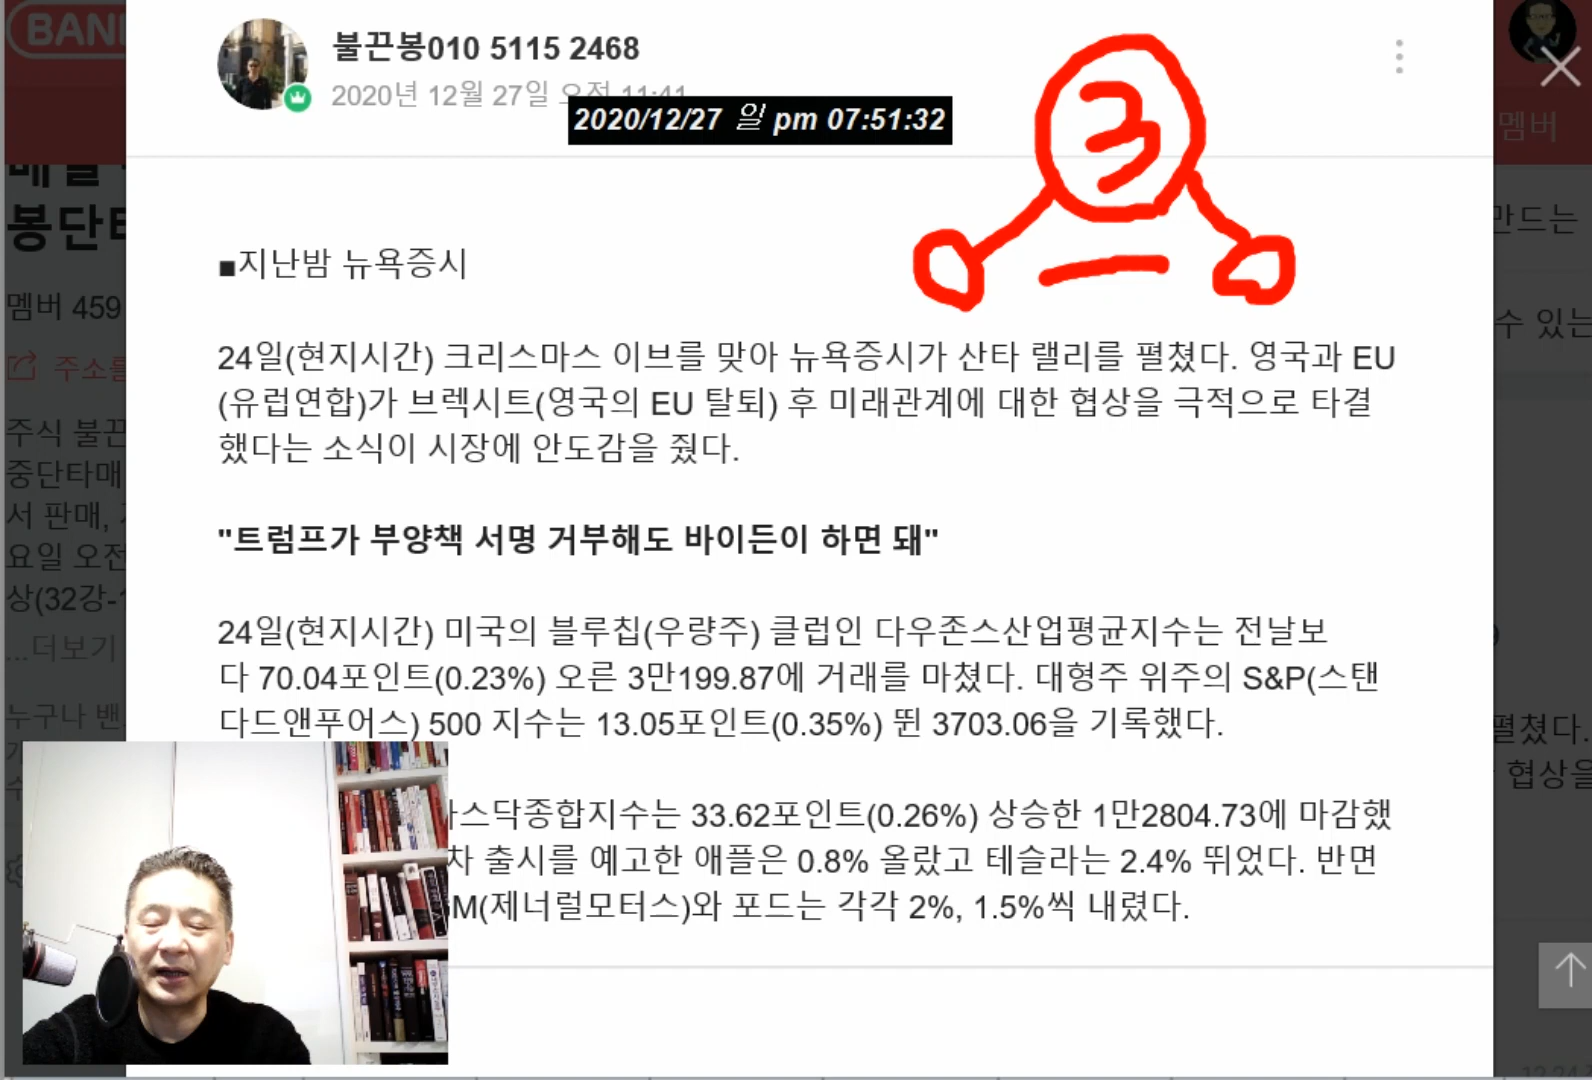 BAN
불끈봉010 5115 2468
2020년 12월 27일 오전 11:41
2020/12/27 일 pm 07:51:32
3
멤버
봉단타
만드는
■지난밤 뉴욕증시
멤버 459
수 있는
24일(현지시간) 크리스마스 이브를 맞아 뉴욕증시가 산타 랠리를 펼쳤다. 영국과 EU
(유럽연합)가 브렉시트(영국의 EU 탈퇴) 후 미래관계에 대한 협상을 극적으로 타결
했다는 소식이 시장에 안도감을 줬다.
주소를
주식 불끈
중단타매
서 판매,
요일 오전
상(32강-
...더보기
"트럼프가 부양책 서명 거부해도 바이든이 하면 돼"
24일(현지시간) 미국의 블루칩(우량주) 클럽인 다우존스산업평균지수는 전날보
다 70.04포인트(0.23%) 오른 3만199.87에 거래를 마쳤다. 대형주 위주의 S&P(스탠
다드앤푸어스) 500 지수는 13.05포인트(0.35%) 뛴 3703.06을 기록했다.
누구나 밴
펼쳤다.
협상을
스닥종합지수는 33.62포인트(0.26%) 상승한 1만2804.73에 마감했
차 출시를 예고한 애플은 0.8% 올랐고 테슬라는 2.4% 뛰었다. 반면
GM(제너럴모터스)와 포드는 각각 2%, 1.5%씩 내렸다.